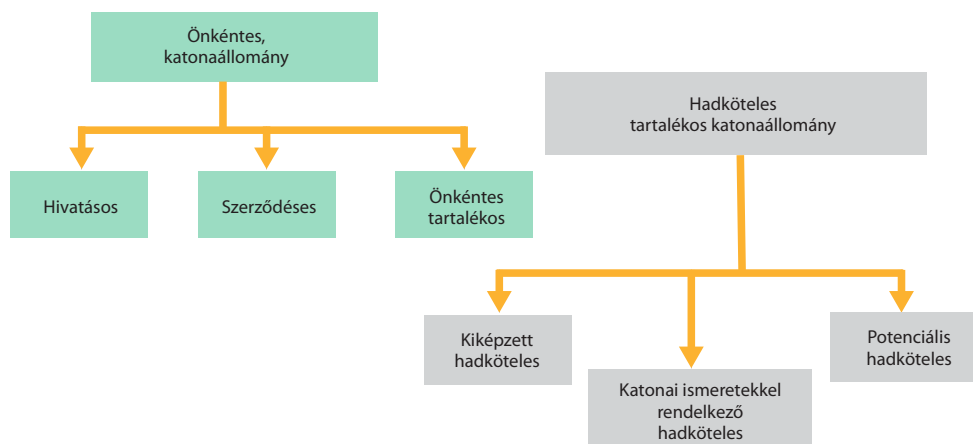 Önkéntes,
katonaállomány
Hivatásos
Szerződéses
Önkéntes
tartalékos
Hadköteles
tartalékos katonaállomány
Kiképzett
hadköteles
Katonai ismeretekkel
rendelkező
hadköteles
Potenciális
hadköteles